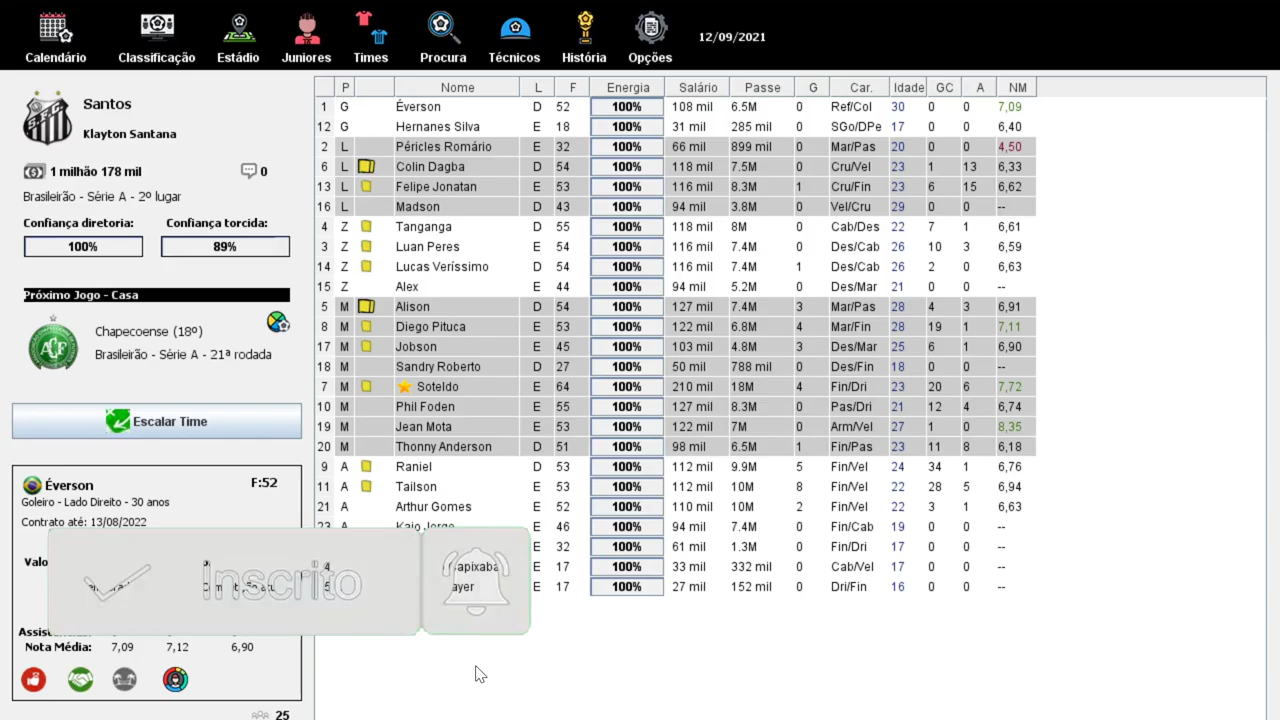 Calendário Classificação Estádio Juniores Times Procura Técnicos História Opções 12/09/2021
Santos
Klayton Santana
1 milhão 178 mil 0
Brasileirão - Série A - 2º lugar
Confiança diretoria: Confiança torcida:
100% 89%
Próximo Jogo - Casa
Chapecoense (18º)
Brasileirão - Série A - 21ª rodada
Escalar Time
Éverson F:52
Goleiro - Lado Direito - 30 anos
Contrato até: 13/08/2022
Valo
Inscrito
Assis
Nota Média: 7,09 7,12 6,90
25
P Nome L F Energia Salário Passe G Car. Idade GC A NM
1 G Éverson D 52 100% 108 mil 6.5M 0 Ref/Col 30 0 0 7,09
12 G Hernanes Silva E 18 100% 31 mil 285 mil 0 SGo/DPe 17 0 0 6,40
2 L Péricles Romário E 32 100% 66 mil 899 mil 0 Mar/Pas 20 0 0 4,50
6 L Colin Dagba D 54 100% 118 mil 7.5M 0 Cru/Vel 23 1 13 6,33
13 L Felipe Jonatan E 53 100% 116 mil 8.3M 1 Cru/Fin 23 6 15 6,62
16 L Madson D 43 100% 94 mil 3.8M 0 Vel/Cru 29 0 0 --
4 Z Tanganga D 55 100% 118 mil 8M 0 Cab/Des 22 7 1 6,61
3 Z Luan Peres E 54 100% 116 mil 7.4M 0 Des/Cab 26 10 3 6,59
14 Z Lucas Veríssimo D 54 100% 116 mil 7.4M 1 Des/Cab 26 2 0 6,63
15 Z Alex E 44 100% 94 mil 5.2M 0 Des/Mar 21 0 0 --
5 M Alison D 54 100% 127 mil 7.4M 3 Mar/Pas 28 4 3 6,91
8 M Diego Pituca E 53 100% 122 mil 6.8M 4 Mar/Fin 28 19 1 7,11
17 M Jobson E 45 100% 103 mil 4.8M 3 Des/Mar 25 6 1 6,90
18 M Sandry Roberto D 27 100% 50 mil 788 mil 0 Des/Fin 18 0 0 --
7 M Soteldo E 64 100% 210 mil 18M 4 Fin/Dri 23 20 6 7,72
10 M Phil Foden E 55 100% 127 mil 8.3M 0 Pas/Dri 21 12 4 6,74
19 M Jean Mota E 53 100% 122 mil 7M 0 Arm/Vel 27 1 0 8,35
20 M Thonny Anderson D 51 100% 98 mil 6.5M 1 Fin/Pas 23 11 8 6,18
9 A Raniel D 53 100% 112 mil 9.9M 5 Fin/Vel 24 34 1 6,76
11 A Tailson E 53 100% 112 mil 10M 8 Fin/Vel 22 28 5 6,94
21 A Arthur Gomes E 52 100% 110 mil 10M 2 Fin/Vel 22 3 1 6,63
23 A Kaio Jorge E 46 100% 94 mil 7.4M 0 Fin/Cab 19 0 0 --
E 32 100% 61 mil 1.3M 0 Fin/Dri 17 0 0 --
apixaba E 17 100% 33 mil 332 mil 0 Cab/Vel 17 0 0 --
ayer E 17 100% 27 mil 152 mil 0 Dri/Fin 16 0 0 --